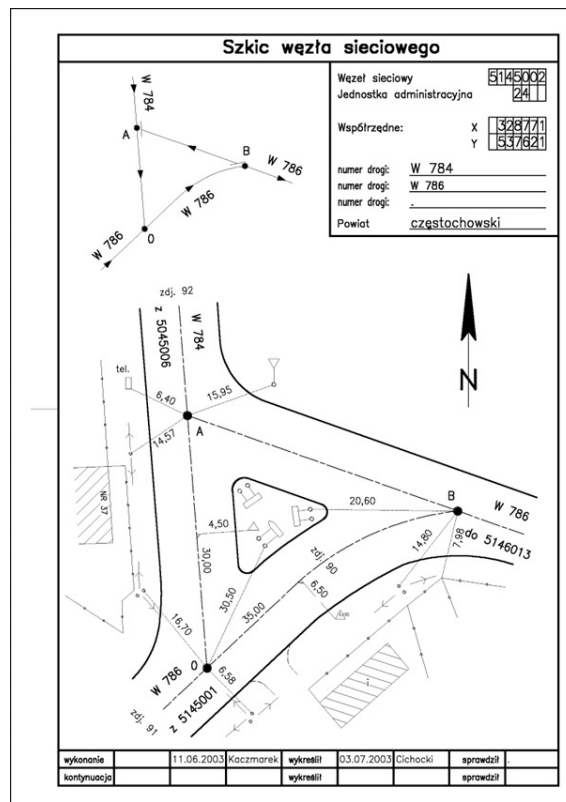 Szkic węzła sieciowego
Węzeł sieciowy 5145002
Jednostka administracyjna 24
Współrzędne: X 328771
Y 537621
numer drogi: W 784
numer drogi: W 786
numer drogi: .
Powiat częstochowski
W 784
A
B
W 786
W 786
0
W 786
zdj. 92
z 5045006
W 784
tel.
6,40
15,95
A
14,57
N
NR 37
4,50
20,60
B
W 786
do 5146013
30,00
zdj. 90
14,80
7,98
30,50
35,00
6,50
16,70
0
6,58
i
W 786
z 5145001
zdj. 91
wykonanie 11.06.2003 Kaczmarek wykreślił 03.07.2003 Cichocki sprawdził .
kontynuacja wykreślił sprawdził